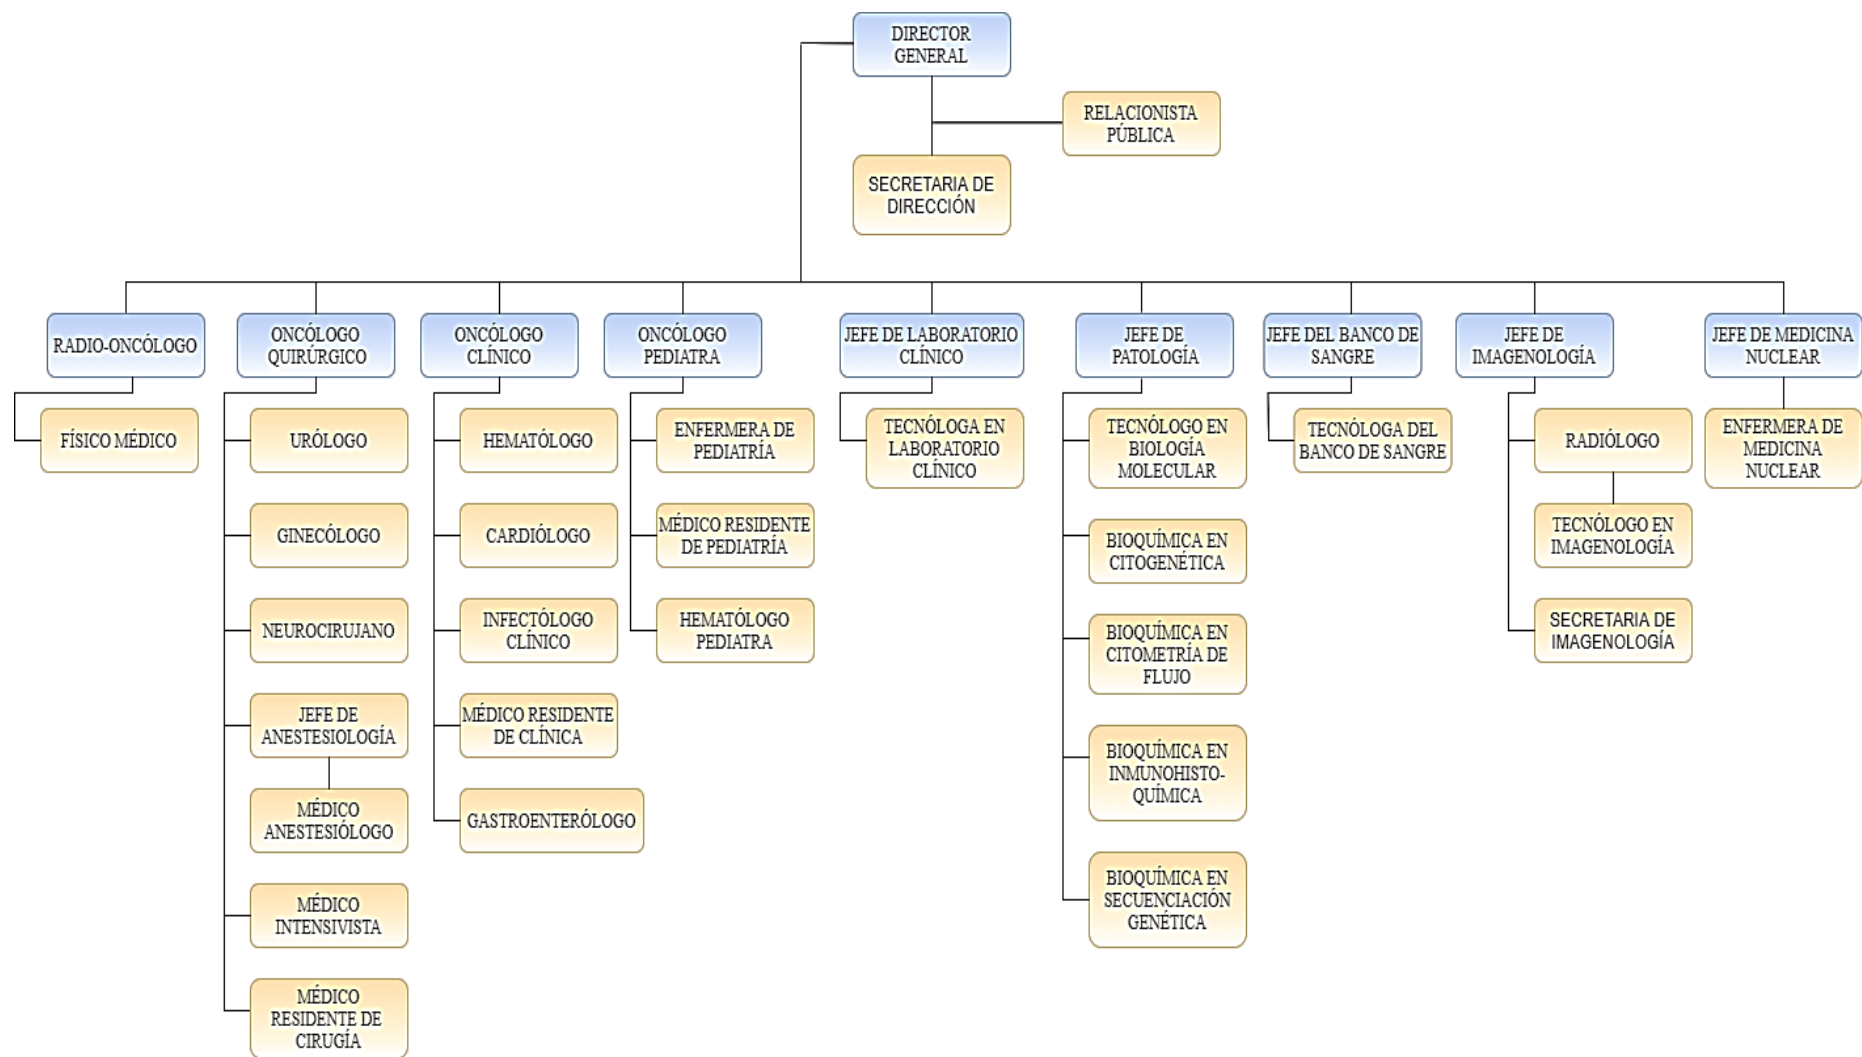 DIRECTOR
GENERAL
RELACIONISTA
PÚBLICA
SECRETARIA DE
DIRECCIÓN
RADIO-ONCÓLOGO
ONCÓLOGO
QUIRÚRGICO
ONCÓLOGO
CLÍNICO
ONCÓLOGO
PEDIATRA
JEFE DE LABORATORIO
CLÍNICO
JEFE DE
PATOLOGÍA
JEFE DEL BANCO DE
SANGRE
JEFE DE
IMAGENOLOGÍA
JEFE DE MEDICINA
NUCLEAR
FÍSICO MÉDICO
URÓLOGO
GINECÓLOGO
NEUROCIRUJANO
JEFE DE
ANESTESIOLOGÍA
MÉDICO
ANESTESIÓLOGO
MÉDICO
INTENSIVISTA
MÉDICO
RESIDENTE DE
CIRUGÍA
HEMATÓLOGO
CARDIÓLOGO
INFECTÓLOGO
CLÍNICO
MÉDICO RESIDENTE
DE CLÍNICA
GASTROENTERÓLOGO
ENFERMERA DE
PEDIATRÍA
MÉDICO RESIDENTE
DE PEDIATRÍA
HEMATÓLOGO
PEDIATRA
TECNÓLOGA EN
LABORATORIO
CLÍNICO
TECNÓLOGO EN
BIOLOGÍA
MOLECULAR
BIOQUÍMICA EN
CITOGENÉTICA
BIOQUÍMICA EN
CITOMETRÍA DE
FLUJO
BIOQUÍMICA EN
INMUNOHISTO-
QUÍMICA
BIOQUÍMICA EN
SECUENCIACIÓN
GENÉTICA
TECNÓLOGA DEL
BANCO DE SANGRE
RADIÓLOGO
TECNÓLOGO EN
IMAGENOLOGÍA
SECRETARIA DE
IMAGENOLOGÍA
ENFERMERA DE
MEDICINA
NUCLEAR